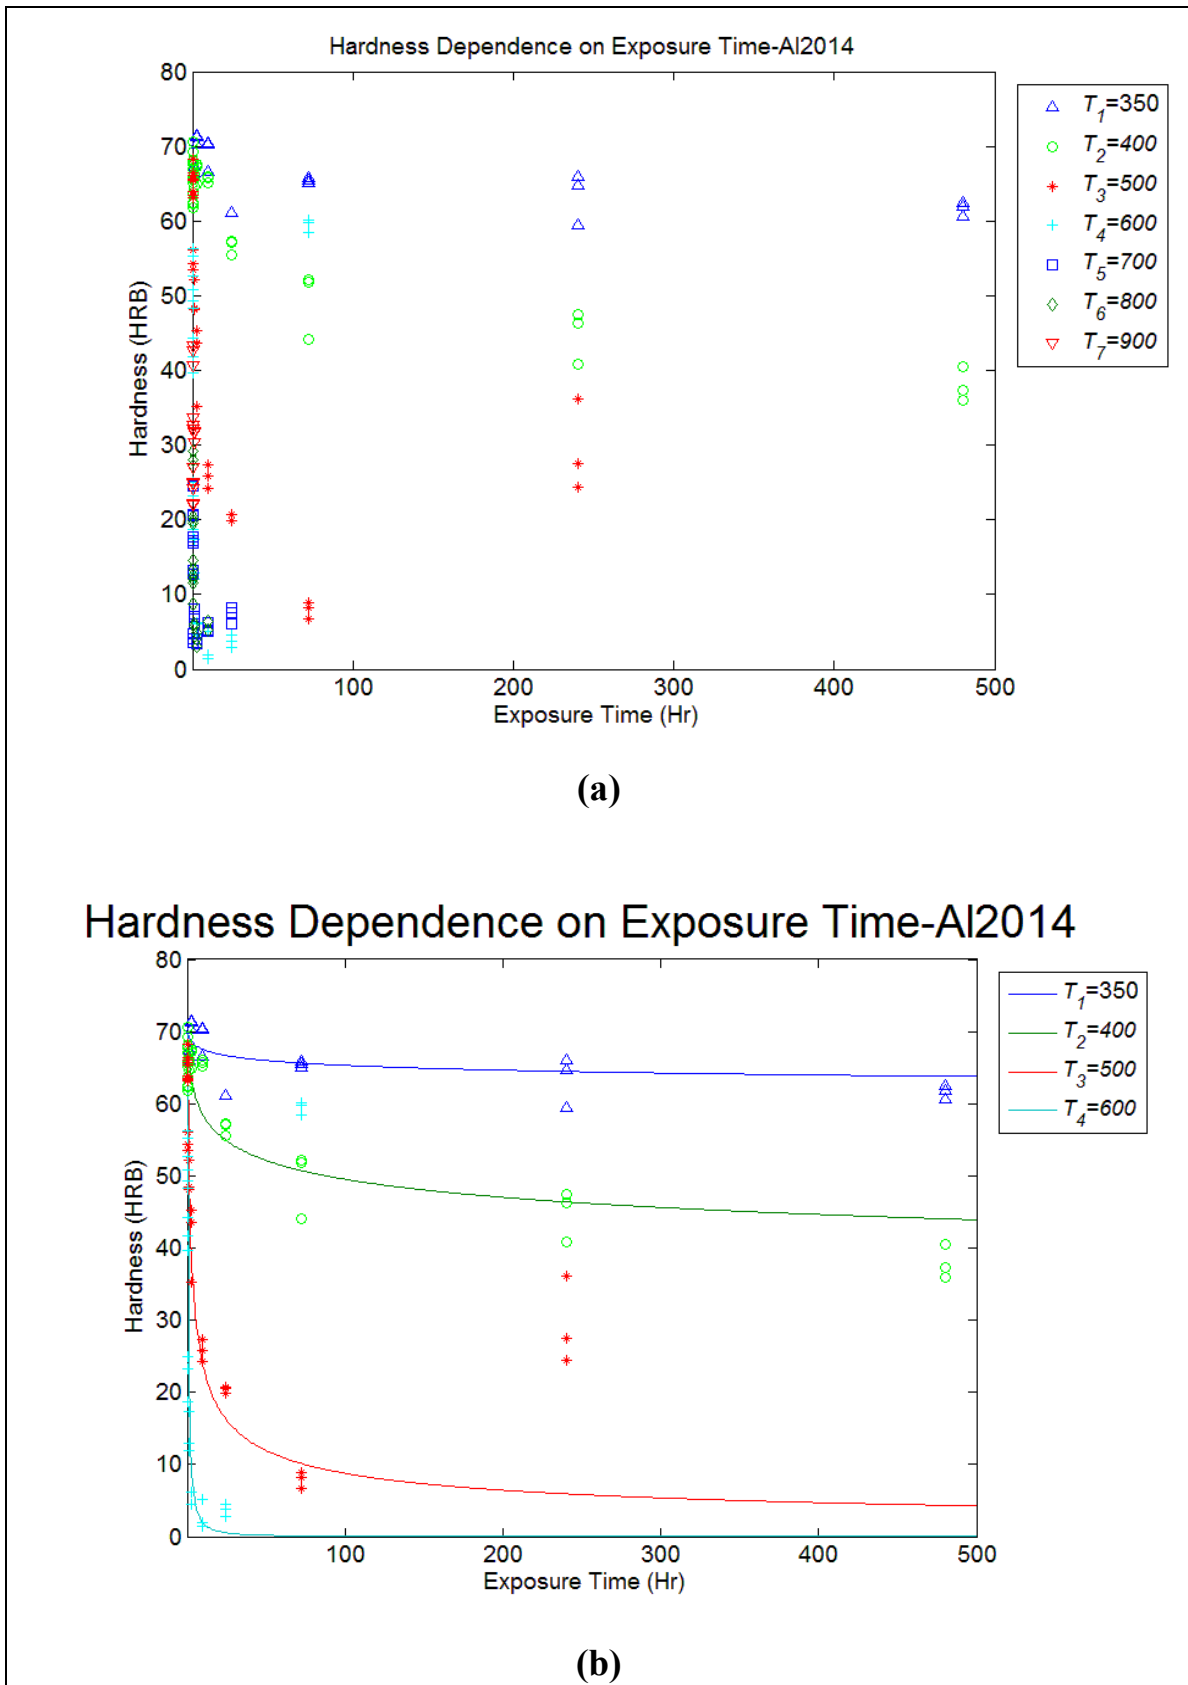 Hardness Dependence on Exposure Time-Al2014
80
70
60
50
40
30
20
10
0
Hardness (HRB)
100 200 300 400 500
Exposure Time (Hr)
T1=350
T2=400
T3=500
T4=600
T5=700
T6=800
T7=900
(a)
Hardness Dependence on Exposure Time-Al2014
80
70
60
50
40
30
20
10
0
Hardness (HRB)
100 200 300 400 500
Exposure Time (Hr)
T1=350
T2=400
T3=500
T4=600
(b)